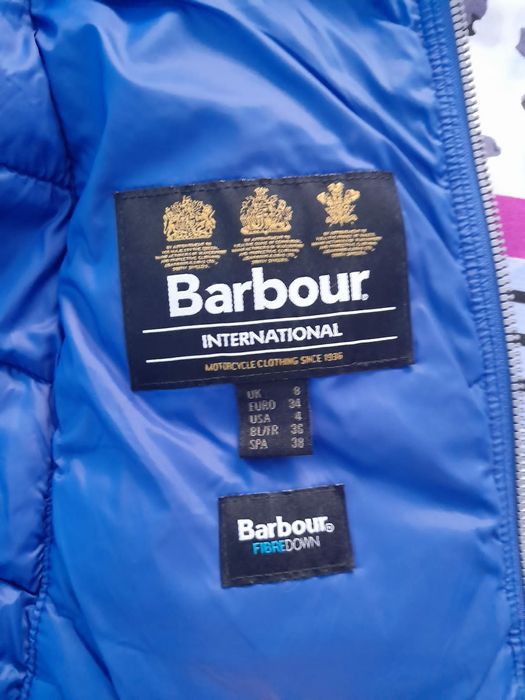 Barbour
INTERNATIONAL
MOTORCYCLE CLOTHING SINCE 1936
UK 8
EURO 34
USA 4
BL/FR 36
SPA 38
Barbour®
FIBREDOWN